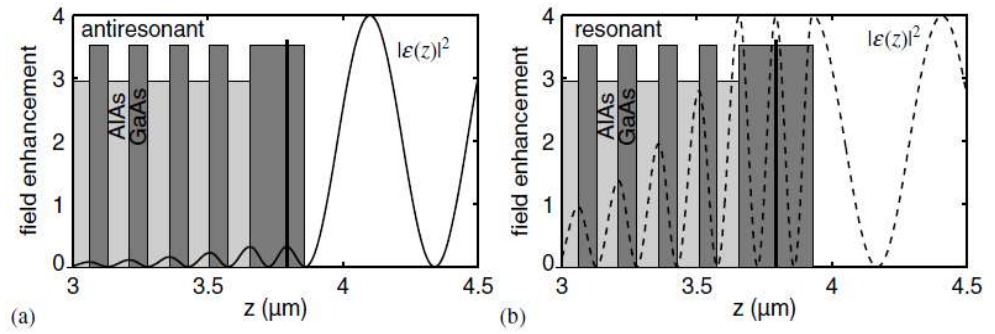 antiresonant
|ε(z)|²
field enhancement
4
3
2
1
0
AlAs
GaAs
3
3.5
4
4.5
z (μm)
(a)
resonant
|ε(z)|²
field enhancement
4
3
2
1
0
AlAs
GaAs
3
3.5
4
4.5
z (μm)
(b)